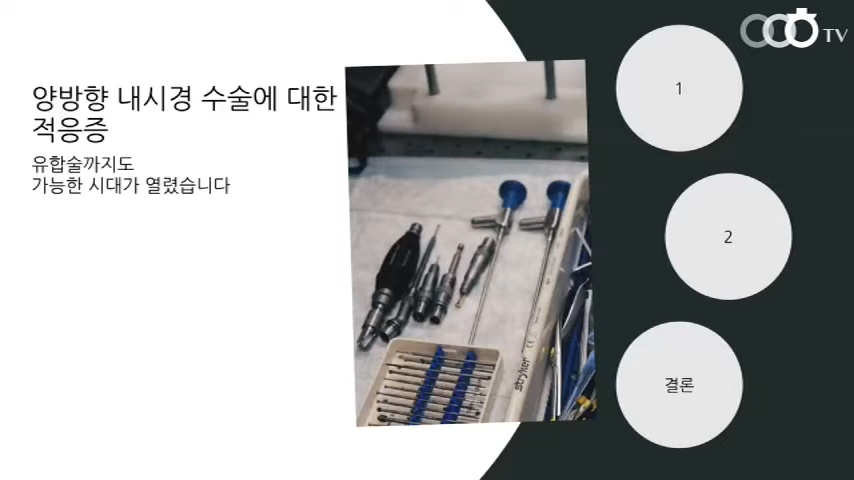 양방향 내시경 수술에 대한
적응증
유합술까지도
가능한 시대가 열렸습니다
1
2
결론
TV
stryker